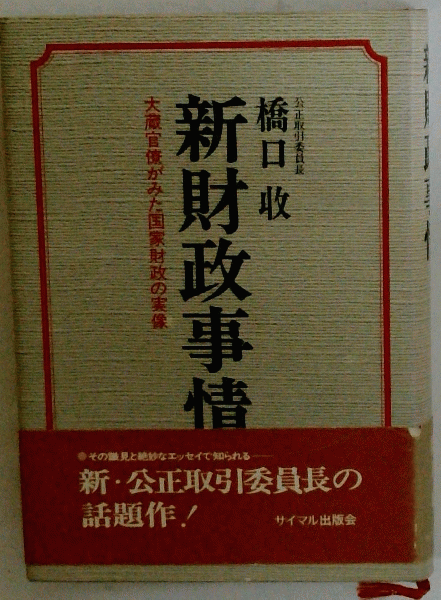 公正取引委員長
橋口 収
新財政事情
大蔵官僚がみた国家財政の実像
●その識見と絶妙なエッセイで知られる——
新・公正取引委員長の
話題作!
サイマル出版会
新財政事情